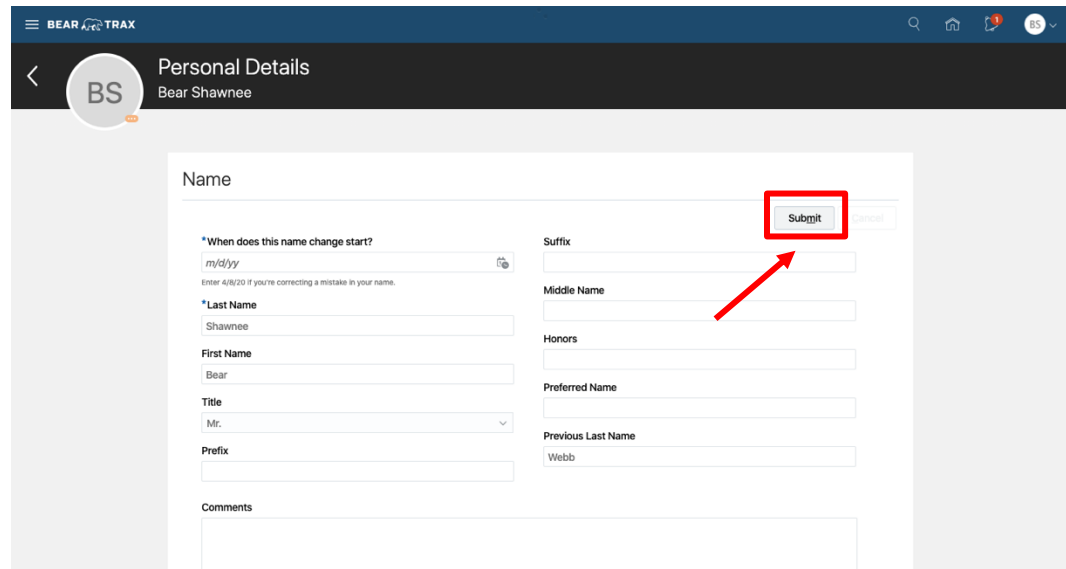 BEAR TRAX
1
BS
BS
Personal Details
Bear Shawnee
Name
Submit
Cancel
*When does this name change start?
m/d/yy
Enter 4/8/20 if you're correcting a mistake in your name.
*Last Name
Shawnee
First Name
Bear
Title
Mr.
Prefix
Suffix
Middle Name
Honors
Preferred Name
Previous Last Name
Webb
Comments